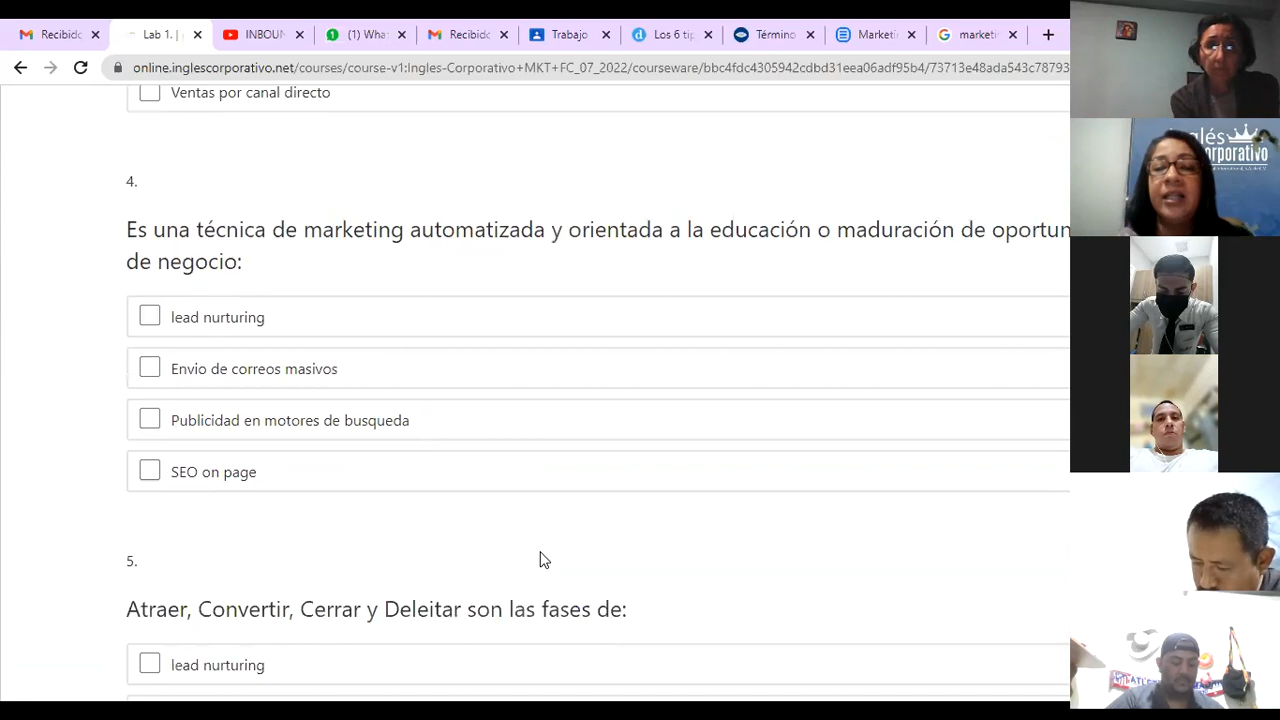 Recibido
Lab 1. |
INBOUN
(1) Wha
Recibido
Trabajo
Los 6 tip
Término
Marketi
marketi
online.inglescorporativo.net/courses/course-v1:Ingles-Corporativo+MKT+FC_07_2022/courseware/bbc4fdc4305942cdbd31eea06adf95b4/73713e48ada543c78793
Ventas por canal directo
4.
Es una técnica de marketing automatizada y orientada a la educación o maduración de oportun
de negocio:
lead nurturing
Envio de correos masivos
Publicidad en motores de busqueda
SEO on page
5.
Atraer, Convertir, Cerrar y Deleitar son las fases de:
lead nurturing